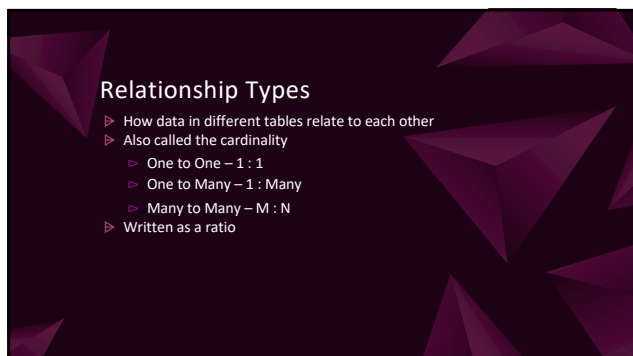 Relationship Types
How data in different tables relate to each other
Also called the cardinality
One to One – 1 : 1
One to Many – 1 : Many
Many to Many – M : N
Written as a ratio